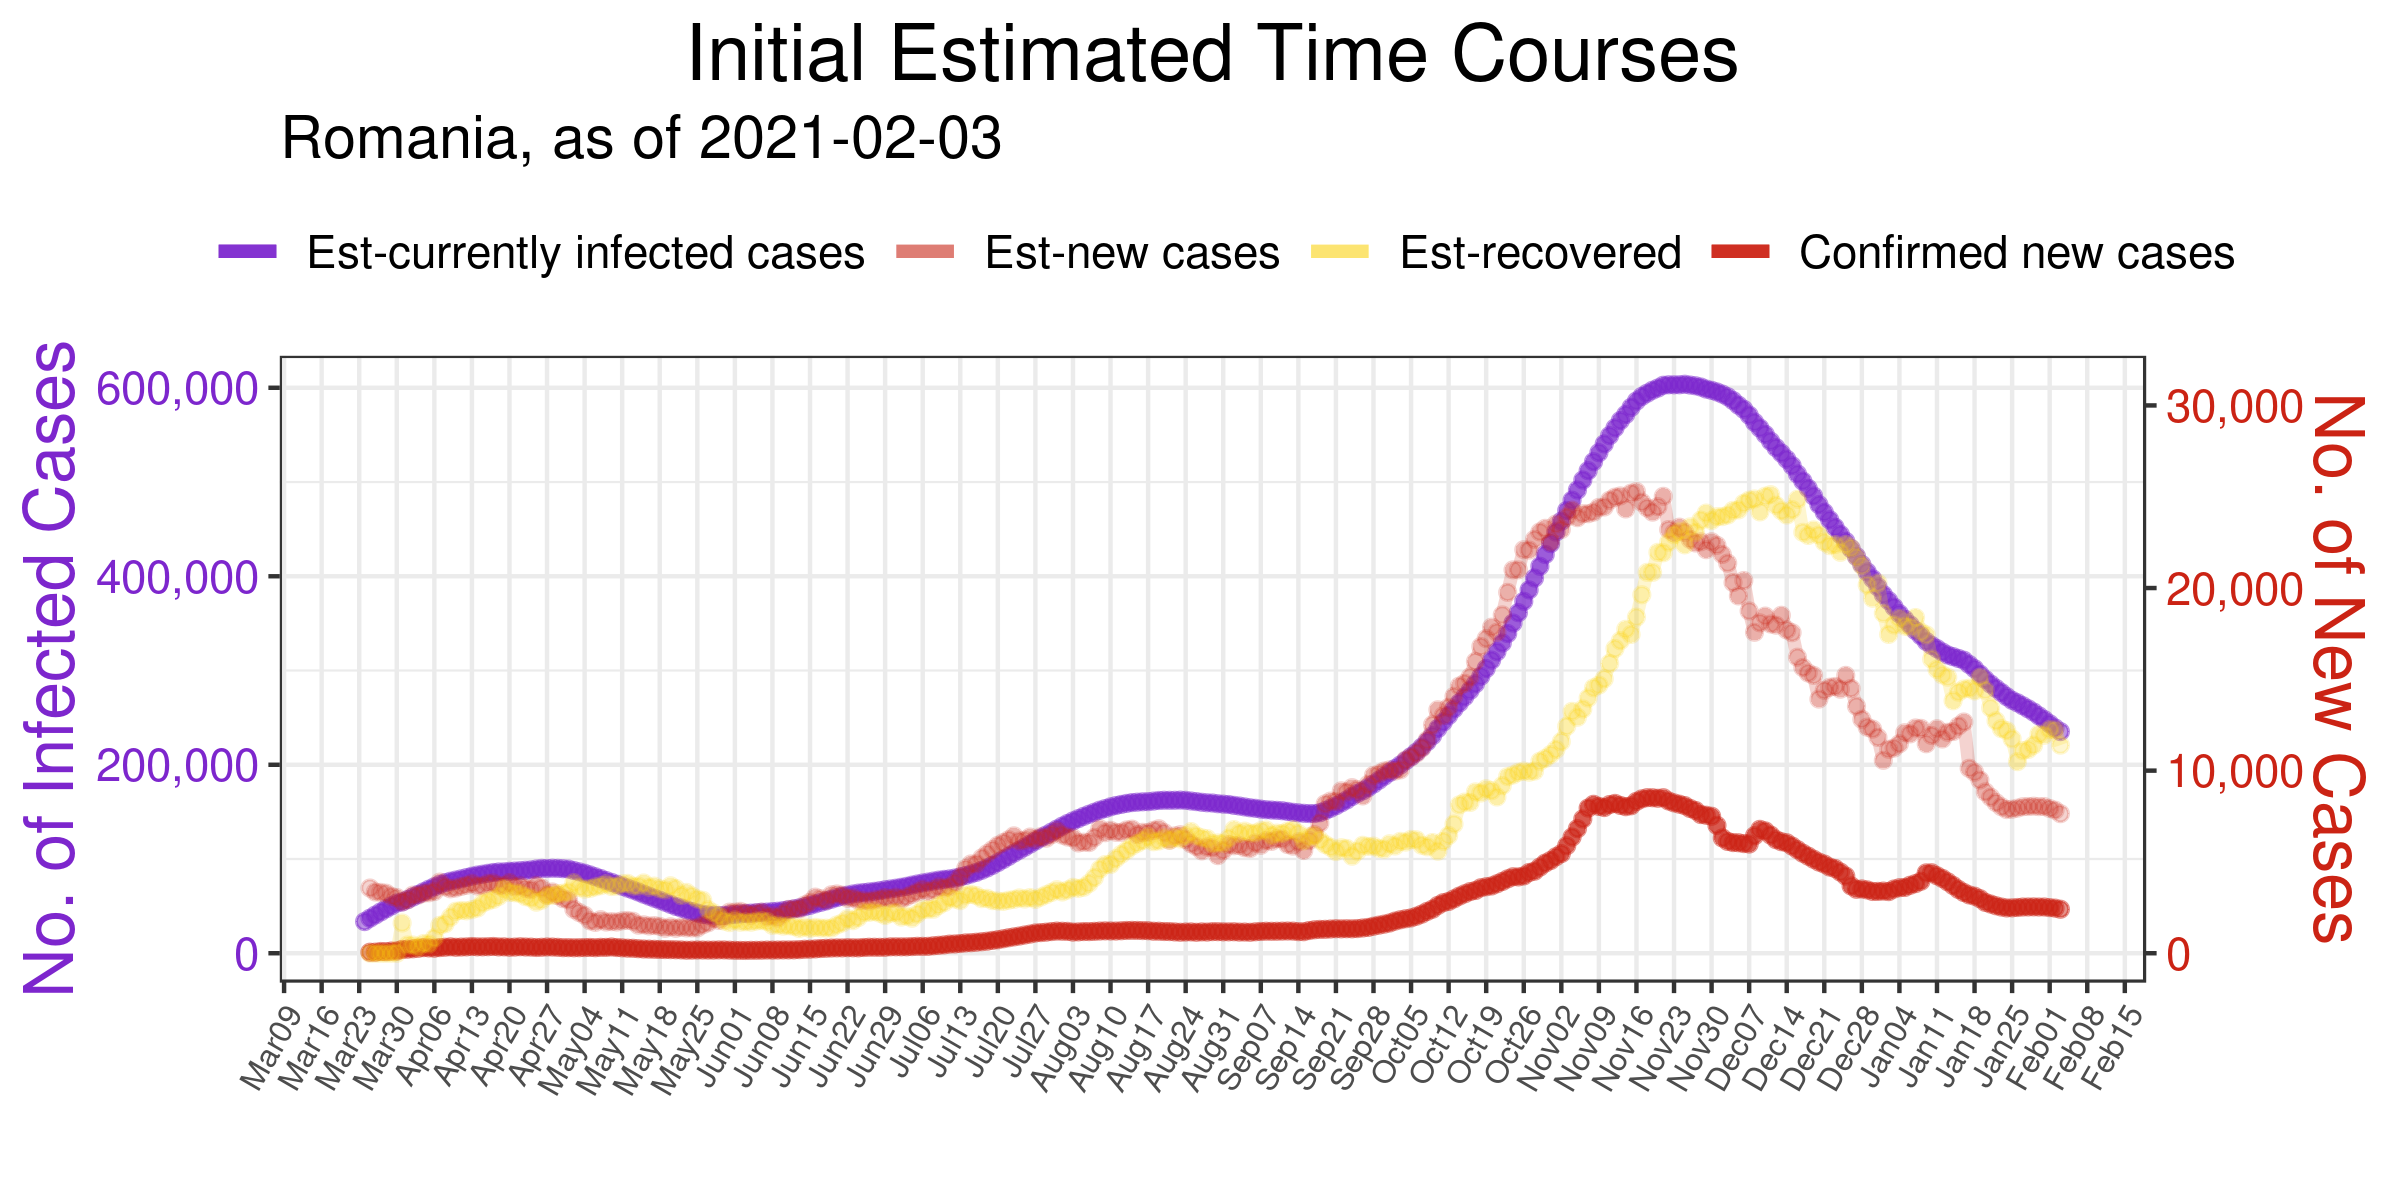 Initial Estimated Time Courses
Romania, as of 2021-02-03
Est-currently infected cases Est-new cases Est-recovered Confirmed new cases
No. of Infected Cases
600,000
400,000
200,000
0
30,000
20,000
10,000
0
No. of New Cases
Mar09 Mar16 Mar23 Mar30 Apr06 Apr13 Apr20 Apr27 May04 May11 May18 May25 Jun01 Jun08 Jun15 Jun22 Jun29 Jul06 Jul13 Jul20 Jul27 Aug03 Aug10 Aug17 Aug24 Aug31 Sep07 Sep14 Sep21 Sep28 Oct05 Oct12 Oct19 Oct26 Nov02 Nov09 Nov16 Nov23 Nov30 Dec07 Dec14 Dec21 Dec28 Jan04 Jan11 Jan18 Jan25 Feb01 Feb08 Feb15